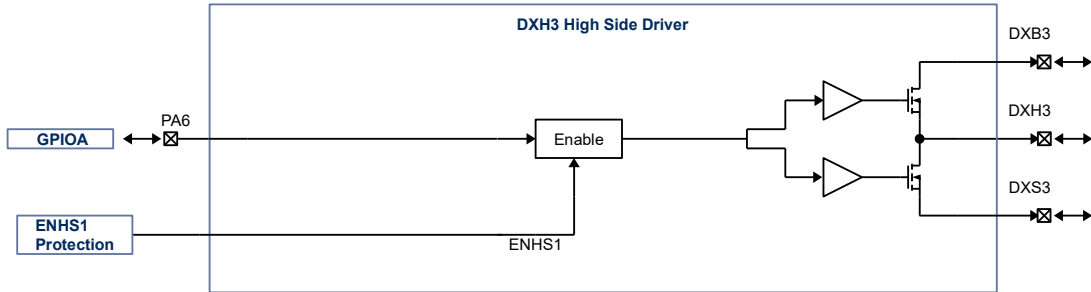 DXH3 High Side Driver
DXB3
PA6
GPIOA
Enable
DXH3
DXS3
ENHS1
Protection
ENHS1